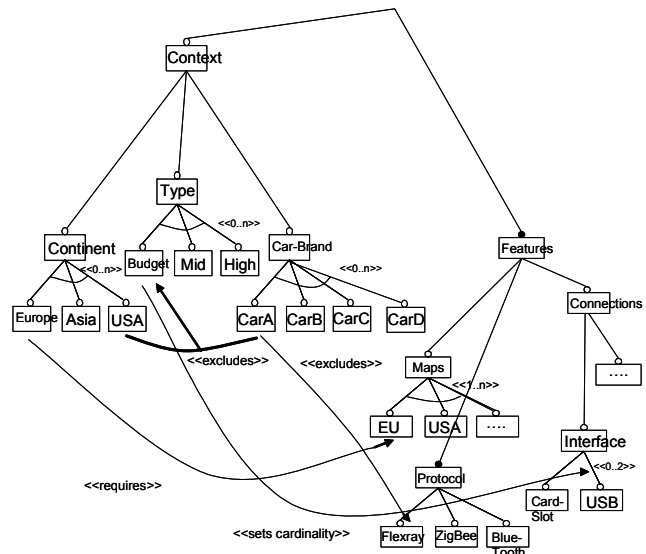 Context
Type
<<0..n>>
Continent
<<0..n>>
Budget
Mid
High
Car-Brand
<<0..n>>
Features
Europe
Asia
USA
CarA
CarB
CarC
CarD
Connections
<<excludes>>
<<excludes>>
Maps
<<1..n>>
....
EU
USA
....
Interface
<<0..2>>
Protocol
<<requires>>
Card-
Slot
USB
<<sets cardinality>>
Flexray
ZigBee
Blue-
Tooth